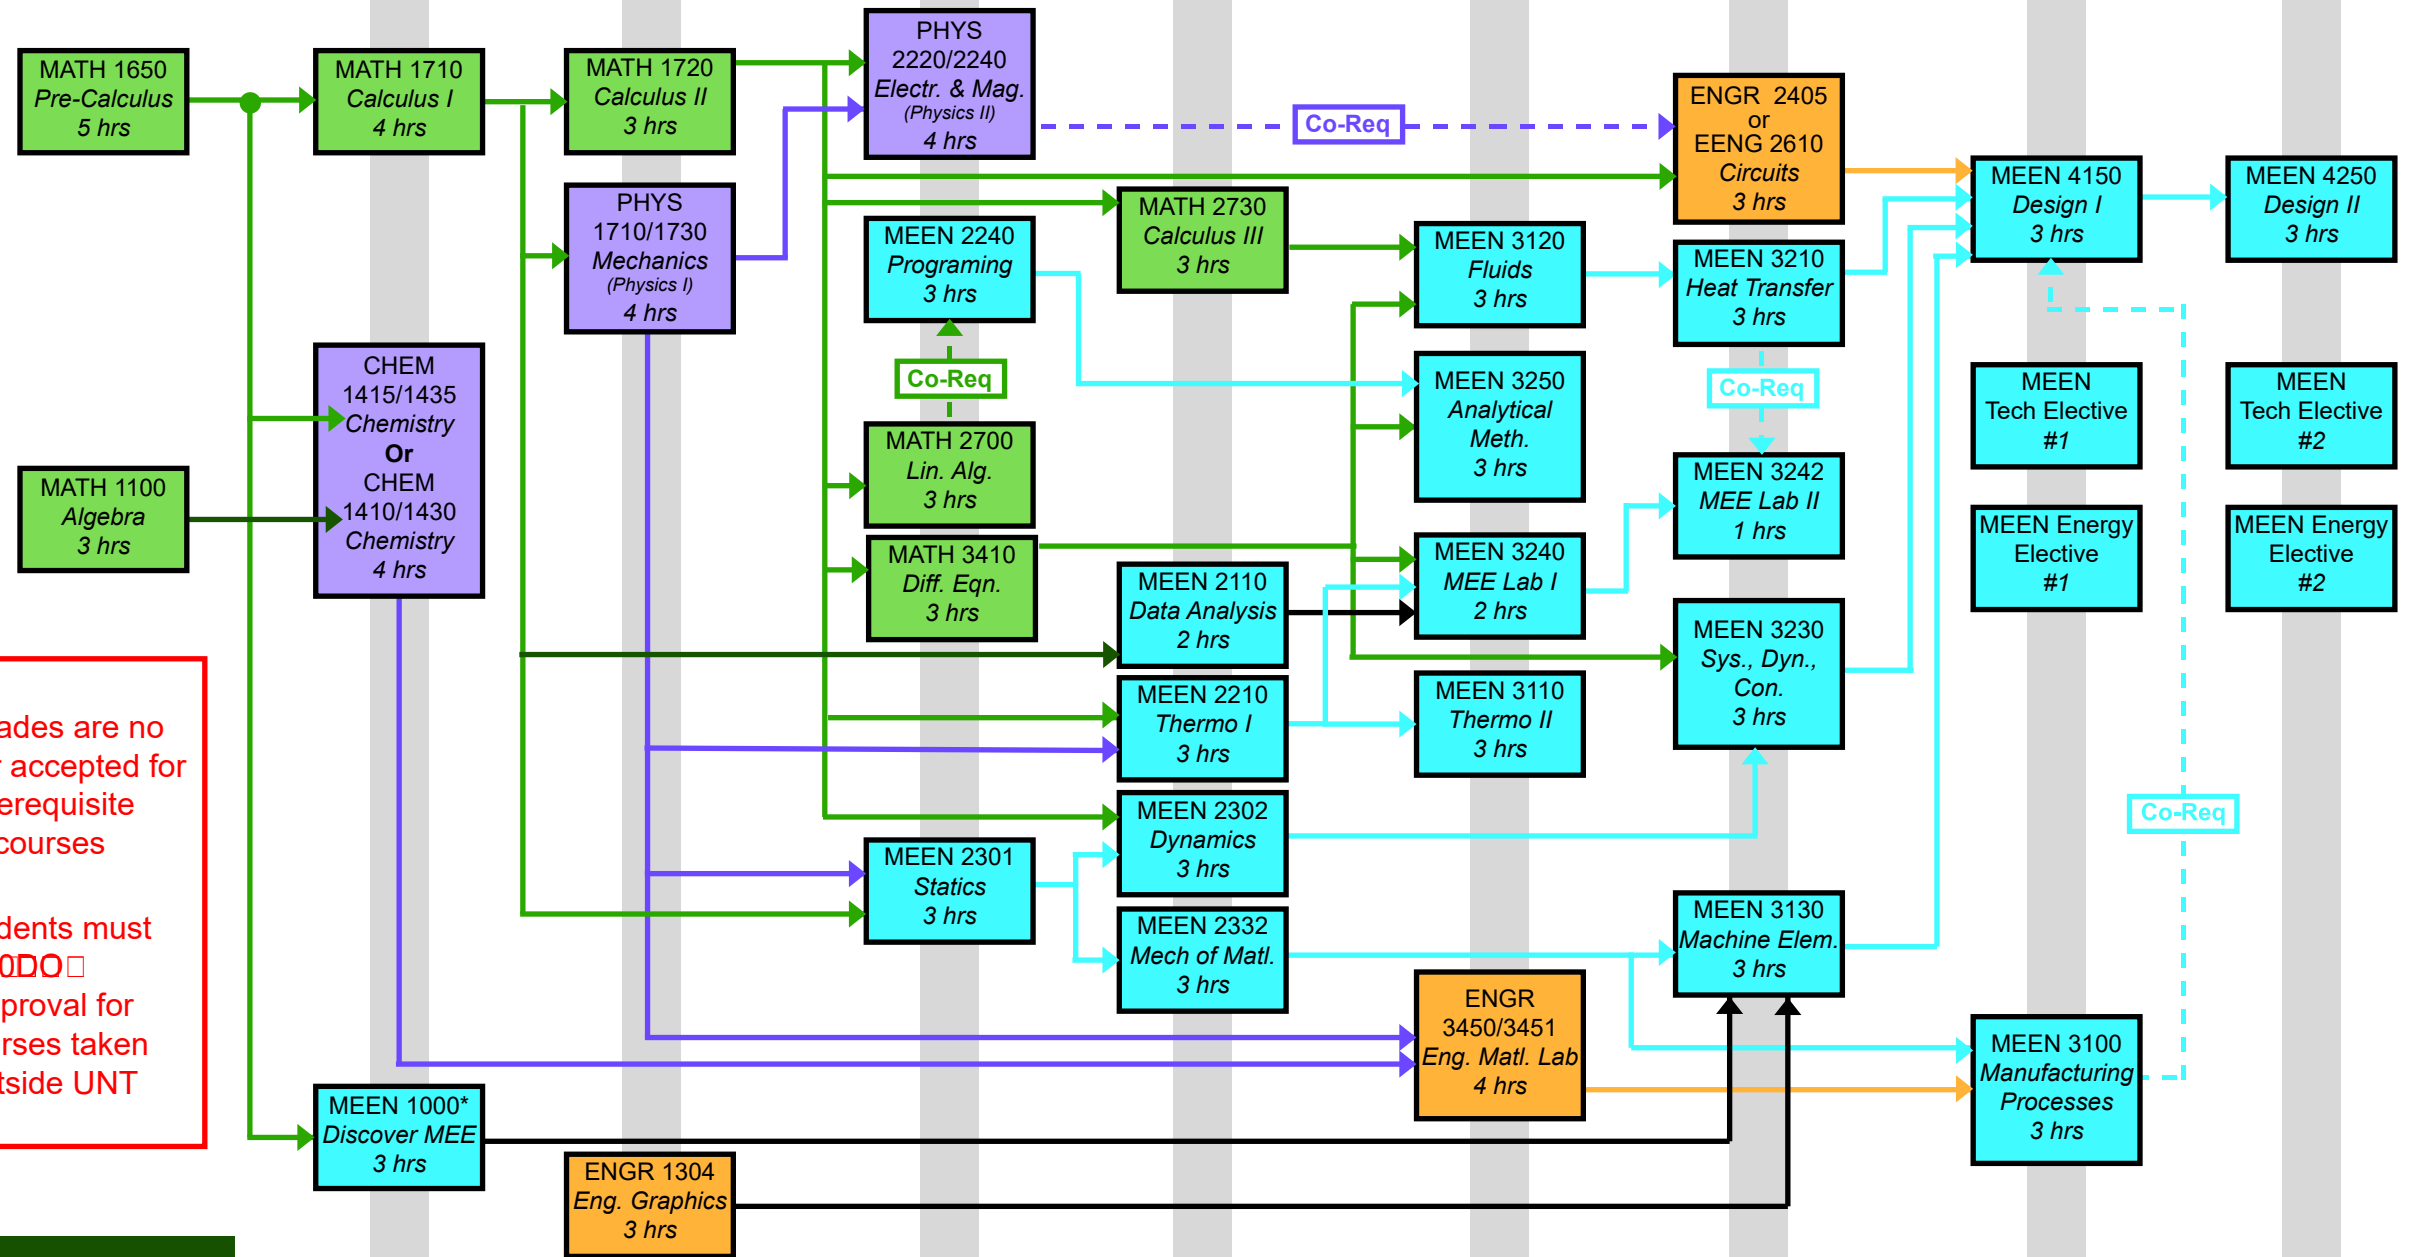 MATH 1650
Pre-Calculus
5 hrs
MATH 1100
Algebra
3 hrs
ades are no
accepted for
erequisite
courses
dents must
proval for
rses taken
tside UNT
MATH 1710
Calculus I
4 hrs
CHEM
1415/1435
Chemistry
Or
CHEM
1410/1430
Chemistry
4 hrs
MEEN 1000*
Discover MEE
3 hrs
MATH 1720
Calculus II
3 hrs
PHYS
1710/1730
Mechanics
(Physics I)
4 hrs
ENGR 1304
Eng. Graphics
3 hrs
PHYS
2220/2240
Electr. & Mag.
(Physics II)
4 hrs
MEEN 2240
Programing
3 hrs
Co-Req
MATH 2700
Lin. Alg.
3 hrs
MATH 3410
Diff. Eqn.
3 hrs
MEEN 2301
Statics
3 hrs
MATH 2730
Calculus III
3 hrs
MEEN 2110
Data Analysis
2 hrs
MEEN 2210
Thermo I
3 hrs
MEEN 2302
Dynamics
3 hrs
MEEN 2332
Mech of Matl.
3 hrs
Co-Req
MEEN 3120
Fluids
3 hrs
MEEN 3250
Analytical
Meth.
3 hrs
MEEN 3240
MEE Lab I
2 hrs
MEEN 3110
Thermo II
3 hrs
ENGR
3450/3451
Eng. Matl. Lab
4 hrs
ENGR 2405
or
EENG 2610
Circuits
3 hrs
MEEN 3210
Heat Transfer
3 hrs
Co-Req
MEEN 3242
MEE Lab II
1 hrs
MEEN 3230
Sys., Dyn.,
Con.
3 hrs
MEEN 3130
Machine Elem.
3 hrs
MEEN 4150
Design I
3 hrs
MEEN
Tech Elective
#1
MEEN Energy
Elective
#1
MEEN 3100
Manufacturing
Processes
3 hrs
Co-Req
MEEN 4250
Design II
3 hrs
MEEN
Tech Elective
#2
MEEN Energy
Elective
#2